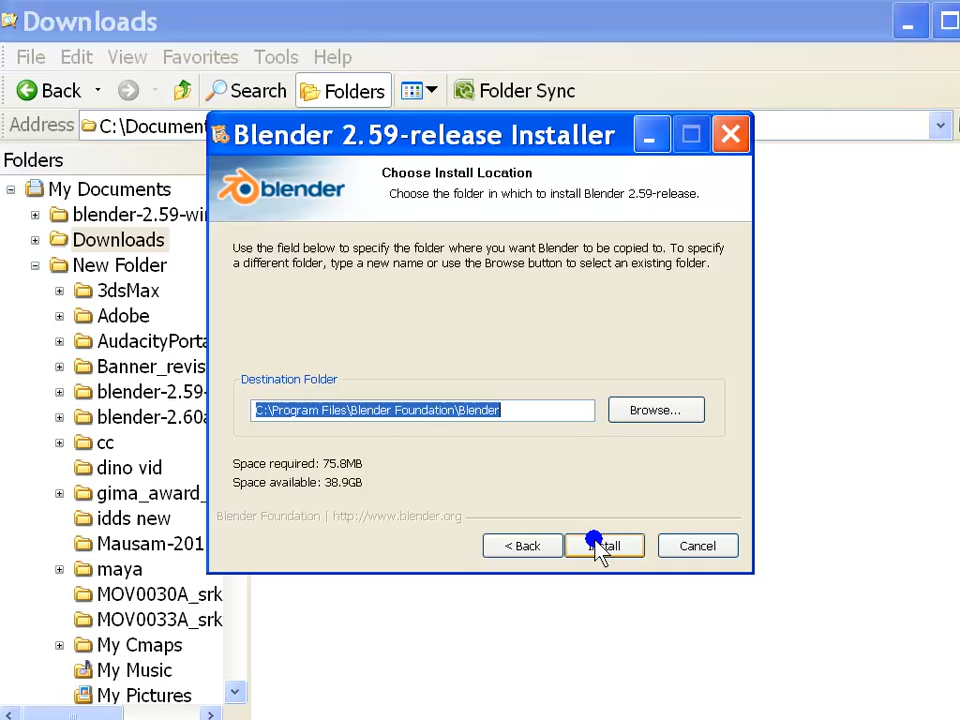 Downloads
File Edit View Favorites Tools Help
Back Search Folders Folder Sync
Address C:\Document
Folders
My Documents
blender-2.59-wi
Downloads
New Folder
3dsMax
Adobe
AudacityPorta
Banner_revis
blender-2.59-
blender-2.60a
cc
dino vid
gima_award_
idds new
Mausam-201
maya
MOV0030A_srk
MOV0033A_srk
My Cmaps
My Music
My Pictures
Blender 2.59-release Installer
blender
Choose Install Location
Choose the folder in which to install Blender 2.59-release.
Use the field below to specify the folder where you want Blender to be copied to. To specify
a different folder, type a new name or use the Browse button to select an existing folder.
Destination Folder
C:\Program Files\Blender Foundation\Blender
Browse...
Space required: 75.8MB
Space available: 38.9GB
Blender Foundation | http://www.blender.org
< Back Install Cancel